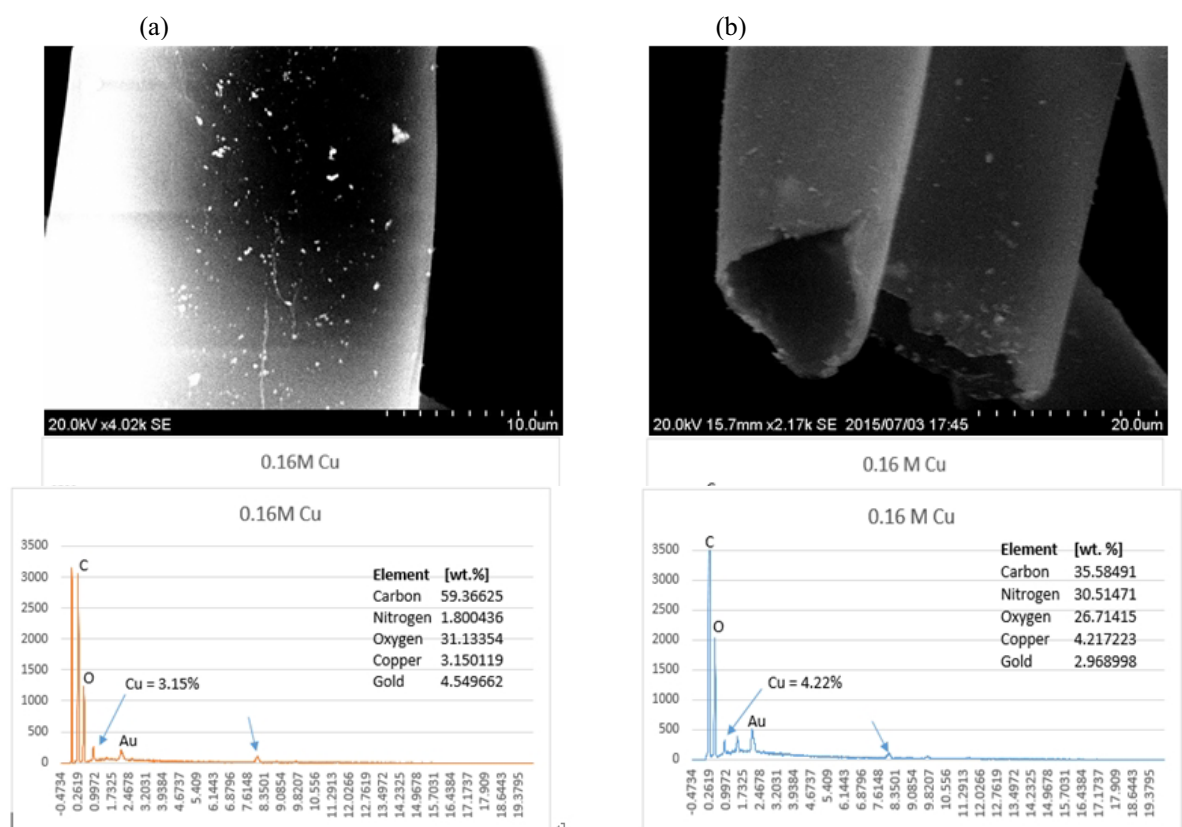 (a)
(b)
20.0kV x4.02k SE 10.0um
20.0kV 15.7mm x2.17k SE 2015/07/03 17:45 20.0um
0.16M Cu
0.16 M Cu
0.16M Cu
3500
3000
2500
2000
1500
1000
500
0
C
O
Cu = 3.15%
Au
Element [wt.%]
Carbon 59.36625
Nitrogen 1.800436
Oxygen 31.13354
Copper 3.150119
Gold 4.549662
-0.4734 0.2619 0.9972 1.7325 2.4678 3.2031 3.9384 4.6737 5.409 6.1443 6.8796 7.6148 8.3501 9.0854 9.8207 10.556 11.2913 12.0266 12.7619 13.4972 14.2325 14.9678 15.7031 16.4384 17.1737 17.909 18.6443 19.3795
0.16 M Cu
3500
3000
2500
2000
1500
1000
500
0
C
O
Cu = 4.22%
Au
Element [wt. %]
Carbon 35.58491
Nitrogen 30.51471
Oxygen 26.71415
Copper 4.217223
Gold 2.968998
-0.4734 0.2619 0.9972 1.7325 2.4678 3.2031 3.9384 4.6737 5.409 6.1443 6.8796 7.6148 8.3501 9.0854 9.8207 10.556 11.2913 12.0266 12.7619 13.4972 14.2325 14.9678 15.7031 16.4384 17.1737 17.909 18.6443 19.3795